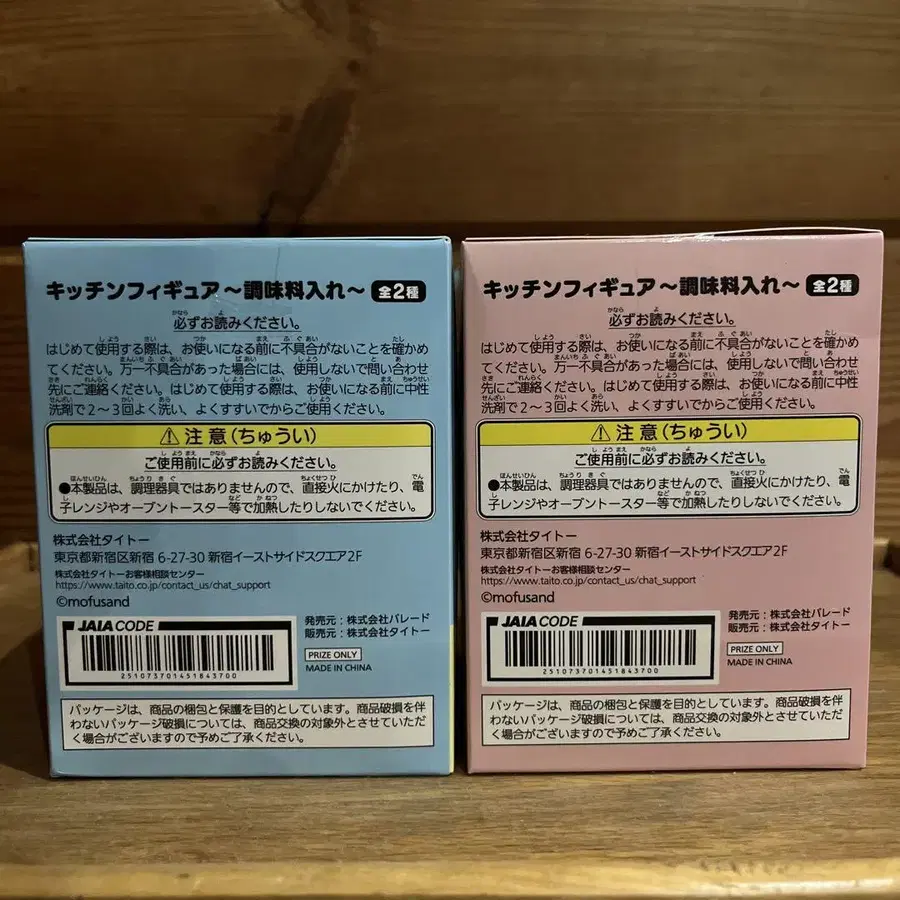 キッチンフィギュア～調味料入れ～ 全2種
必ずお読みください。
はじめて使用する際は、お使いになる前に不具合がないことを確かめ
てください。万一不具合があった場合には、使用しないで問い合わせ
先にご連絡ください。はじめて使用する際は、お使いになる前に中性
洗剤で2～3回よく洗い、よくすすいでからご使用ください。
⚠注意(ちゅうい)
ご使用前に必ずお読みください。
●本製品は、調理器具ではありませんので、直接火にかけたり、電
子レンジやオーブントースター等で加熱したりしないでください。
株式会社タイトー
東京都新宿区新宿 6-27-30 新宿イーストサイドスクエア2F
株式会社タイトーお客様相談センター
https://www.taito.co.jp/contact_us/chat_support
©mofusand
JAIA CODE
251073701451843700
発売元：株式会社パレード
販売元：株式会社タイトー
PRIZE ONLY
MADE IN CHINA
パッケージは、商品の梱包と保護を目的としています。商品破損を伴
わないパッケージ破損については、商品交換の対象外とさせていただ
く場合がございますので予めご了承ください。
キッチンフィギュア～調味料入れ～ 全2種
必ずお読みください。
はじめて使用する際は、お使いになる前に不具合がないことを確かめ
てください。万一不具合があった場合には、使用しないで問い合わせ
先にご連絡ください。はじめて使用する際は、お使いになる前に中性
洗剤で2～3回よく洗い、よくすすいでからご使用ください。
⚠注意(ちゅうい)
ご使用前に必ずお読みください。
●本製品は、調理器具ではありませんので、直接火にかけたり、電
子レンジやオーブントースター等で加熱したりしないでください。
株式会社タイトー
東京都新宿区新宿 6-27-30 新宿イーストサイドスクエア2F
株式会社タイトーお客様相談センター
https://www.taito.co.jp/contact_us/chat_support
©mofusand
JAIA CODE
251073701451843700
発売元：株式会社パレード
販売元：株式会社タイトー
PRIZE ONLY
MADE IN CHINA
パッケージは、商品の梱包と保護を目的としています。商品破損を伴
わないパッケージ破損については、商品交換の対象外とさせていただ
く場合がございますので予めご了承ください。